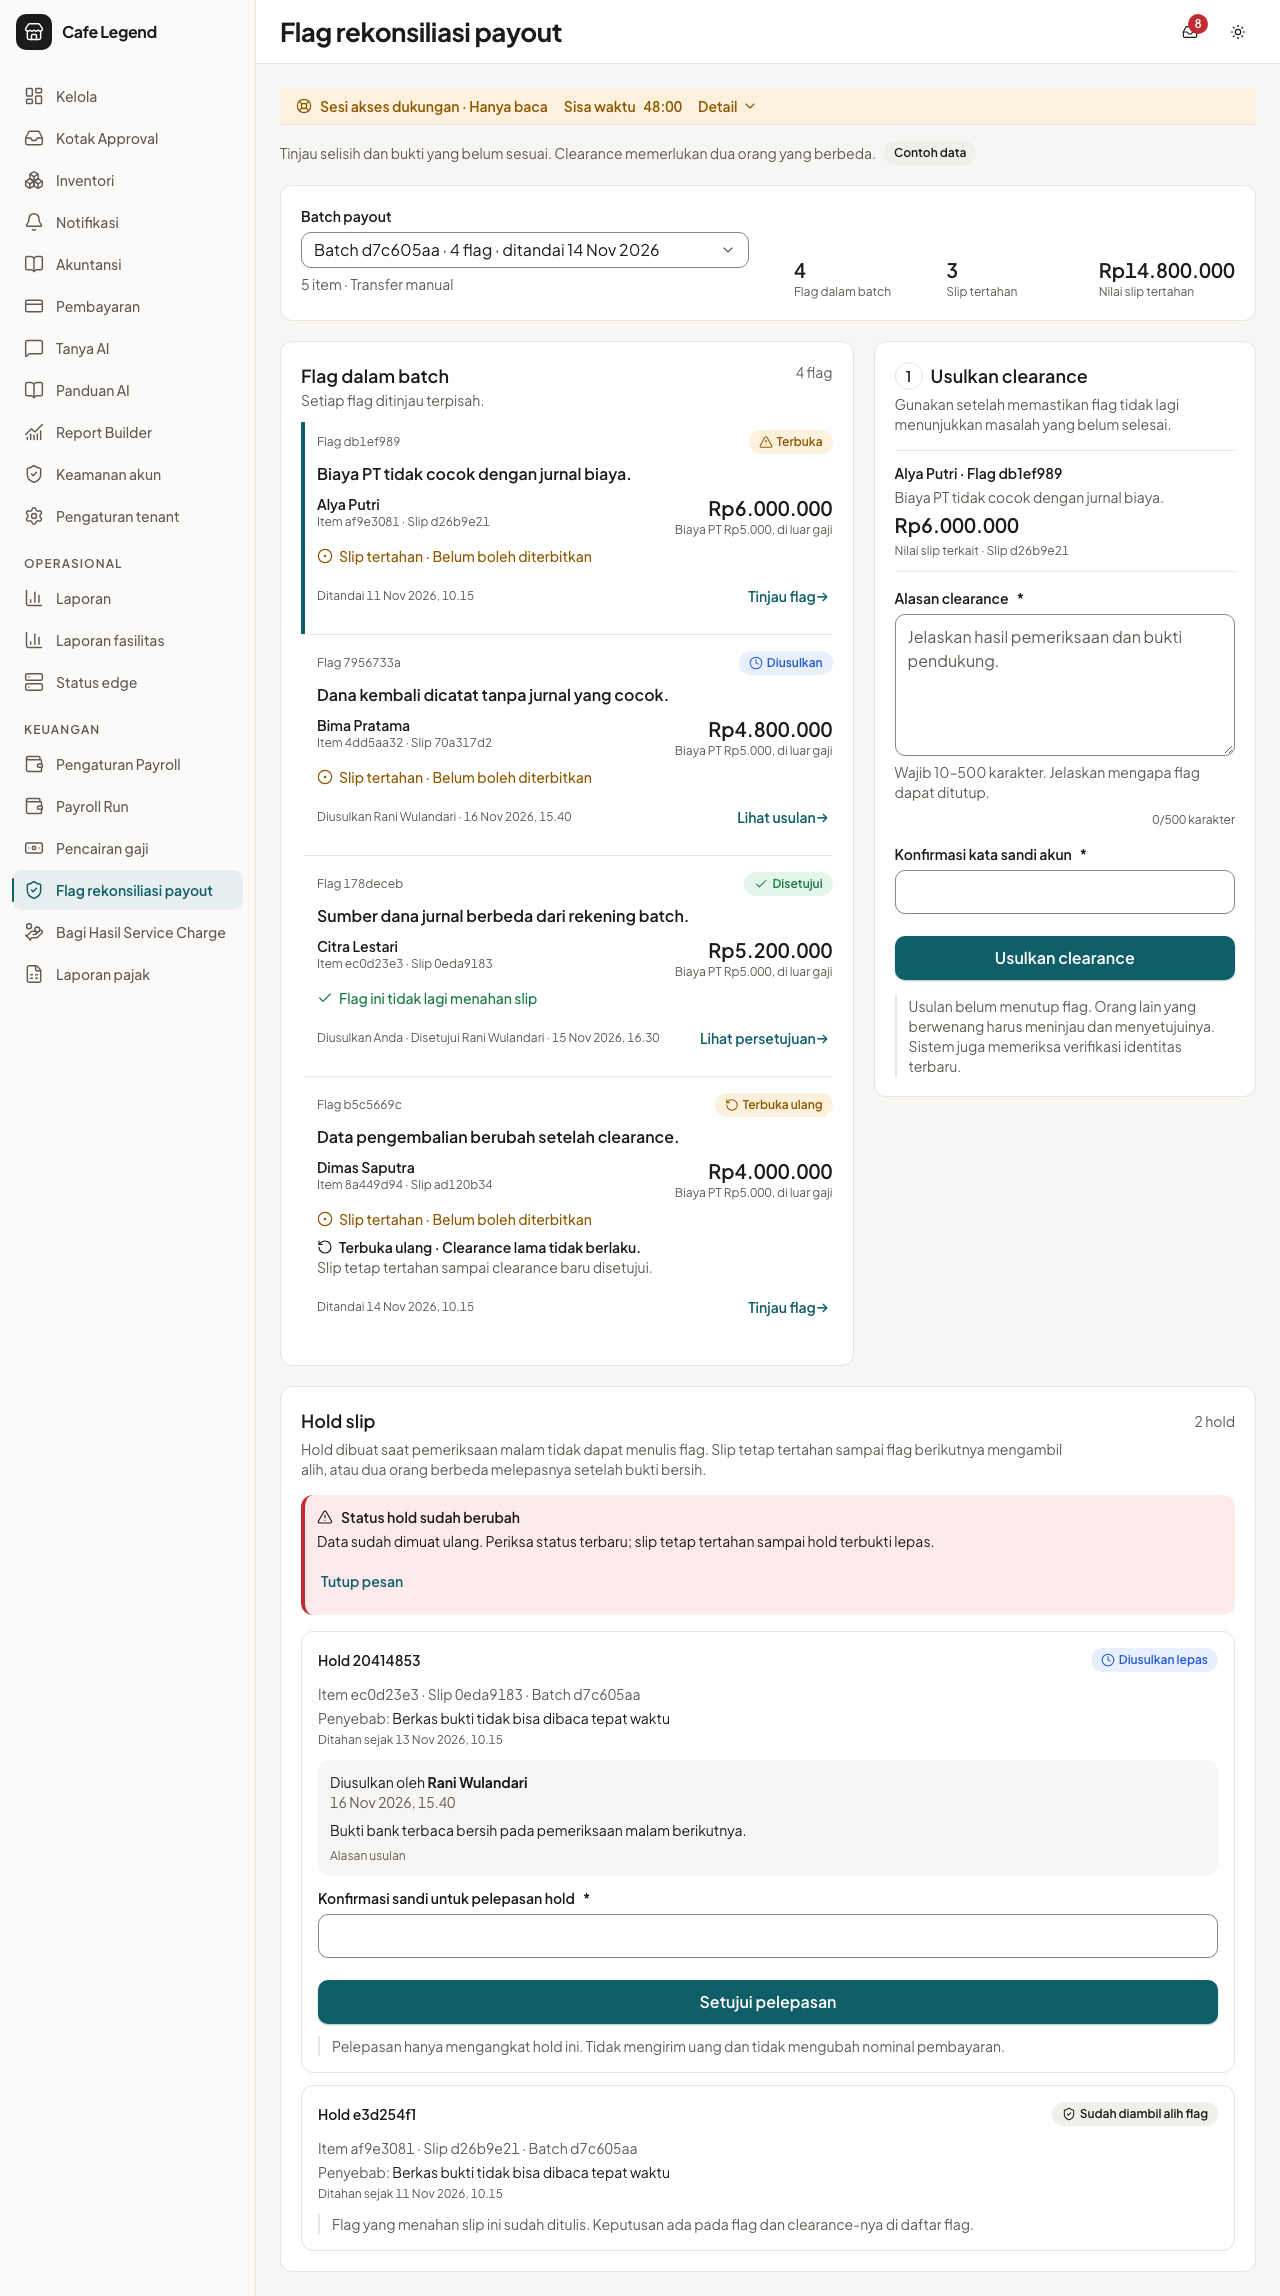 Cafe Legend
Kelola
Kotak Approval
Inventori
Notifikasi
Akuntansi
Pembayaran
Tanya AI
Panduan AI
Report Builder
Keamanan akun
Pengaturan tenant
OPERASIONAL
Laporan
Laporan fasilitas
Status edge
KEUANGAN
Pengaturan Payroll
Payroll Run
Pencairan gaji
Flag rekonsiliasi payout
Bagi Hasil Service Charge
Laporan pajak
Flag rekonsiliasi payout
8
Sesi akses dukungan · Hanya baca Sisa waktu 48:00 Detail
Tinjau selisih dan bukti yang belum sesuai. Clearance memerlukan dua orang yang berbeda. Contoh data
Batch payout
Batch d7c605aa · 4 flag · ditandai 14 Nov 2026
5 item · Transfer manual
4
Flag dalam batch
3
Slip tertahan
Rp14.800.000
Nilai slip tertahan
Flag dalam batch
4 flag
Setiap flag ditinjau terpisah.
Flag db1ef989
Terbuka
Biaya PT tidak cocok dengan jurnal biaya.
Alya Putri
Item af9e3081 · Slip d26b9e21
Rp6.000.000
Biaya PT Rp5.000, di luar gaji
Slip tertahan · Belum boleh diterbitkan
Ditandai 11 Nov 2026, 10.15
Tinjau flag→
Flag 7956733a
Diusulkan
Dana kembali dicatat tanpa jurnal yang cocok.
Bima Pratama
Item 4dd5aa32 · Slip 70a317d2
Rp4.800.000
Biaya PT Rp5.000, di luar gaji
Slip tertahan · Belum boleh diterbitkan
Diusulkan Rani Wulandari · 16 Nov 2026, 15.40
Lihat usulan→
Flag 178deceb
Disetujui
Sumber dana jurnal berbeda dari rekening batch.
Citra Lestari
Item ec0d23e3 · Slip 0eda9183
Rp5.200.000
Biaya PT Rp5.000, di luar gaji
Flag ini tidak lagi menahan slip
Diusulkan Anda · Disetujui Rani Wulandari · 15 Nov 2026, 16.30
Lihat persetujuan→
Flag b5c5669c
Terbuka ulang
Data pengembalian berubah setelah clearance.
Dimas Saputra
Item 8a449d94 · Slip ad120b34
Rp4.000.000
Biaya PT Rp5.000, di luar gaji
Slip tertahan · Belum boleh diterbitkan
Terbuka ulang · Clearance lama tidak berlaku.
Slip tetap tertahan sampai clearance baru disetujui.
Ditandai 14 Nov 2026, 10.15
Tinjau flag→
1 Usulkan clearance
Gunakan setelah memastikan flag tidak lagi
menunjukkan masalah yang belum selesai.
Alya Putri · Flag db1ef989
Biaya PT tidak cocok dengan jurnal biaya.
Rp6.000.000
Nilai slip terkait · Slip d26b9e21
Alasan clearance *
Jelaskan hasil pemeriksaan dan bukti
pendukung.
Wajib 10–500 karakter. Jelaskan mengapa flag
dapat ditutup.
0/500 karakter
Konfirmasi kata sandi akun *
Usulkan clearance
Usulan belum menutup flag. Orang lain yang
berwenang harus meninjau dan menyetujuinya.
Sistem juga memeriksa verifikasi identitas
terbaru.
Hold slip
2 hold
Hold dibuat saat pemeriksaan malam tidak dapat menulis flag. Slip tetap tertahan sampai flag berikutnya mengambil
alih, atau dua orang berbeda melepasnya setelah bukti bersih.
Status hold sudah berubah
Data sudah dimuat ulang. Periksa status terbaru; slip tetap tertahan sampai hold terbukti lepas.
Tutup pesan
Hold 20414853
Diusulkan lepas
Item ec0d23e3 · Slip 0eda9183 · Batch d7c605aa
Penyebab: Berkas bukti tidak bisa dibaca tepat waktu
Ditahan sejak 13 Nov 2026, 10.15
Diusulkan oleh Rani Wulandari
16 Nov 2026, 15.40
Bukti bank terbaca bersih pada pemeriksaan malam berikutnya.
Alasan usulan
Konfirmasi sandi untuk pelepasan hold *
Setujui pelepasan
Pelepasan hanya mengangkat hold ini. Tidak mengirim uang dan tidak mengubah nominal pembayaran.
Hold e3d254f1
Sudah diambil alih flag
Item af9e3081 · Slip d26b9e21 · Batch d7c605aa
Penyebab: Berkas bukti tidak bisa dibaca tepat waktu
Ditahan sejak 11 Nov 2026, 10.15
Flag yang menahan slip ini sudah ditulis. Keputusan ada pada flag dan clearance-nya di daftar flag.